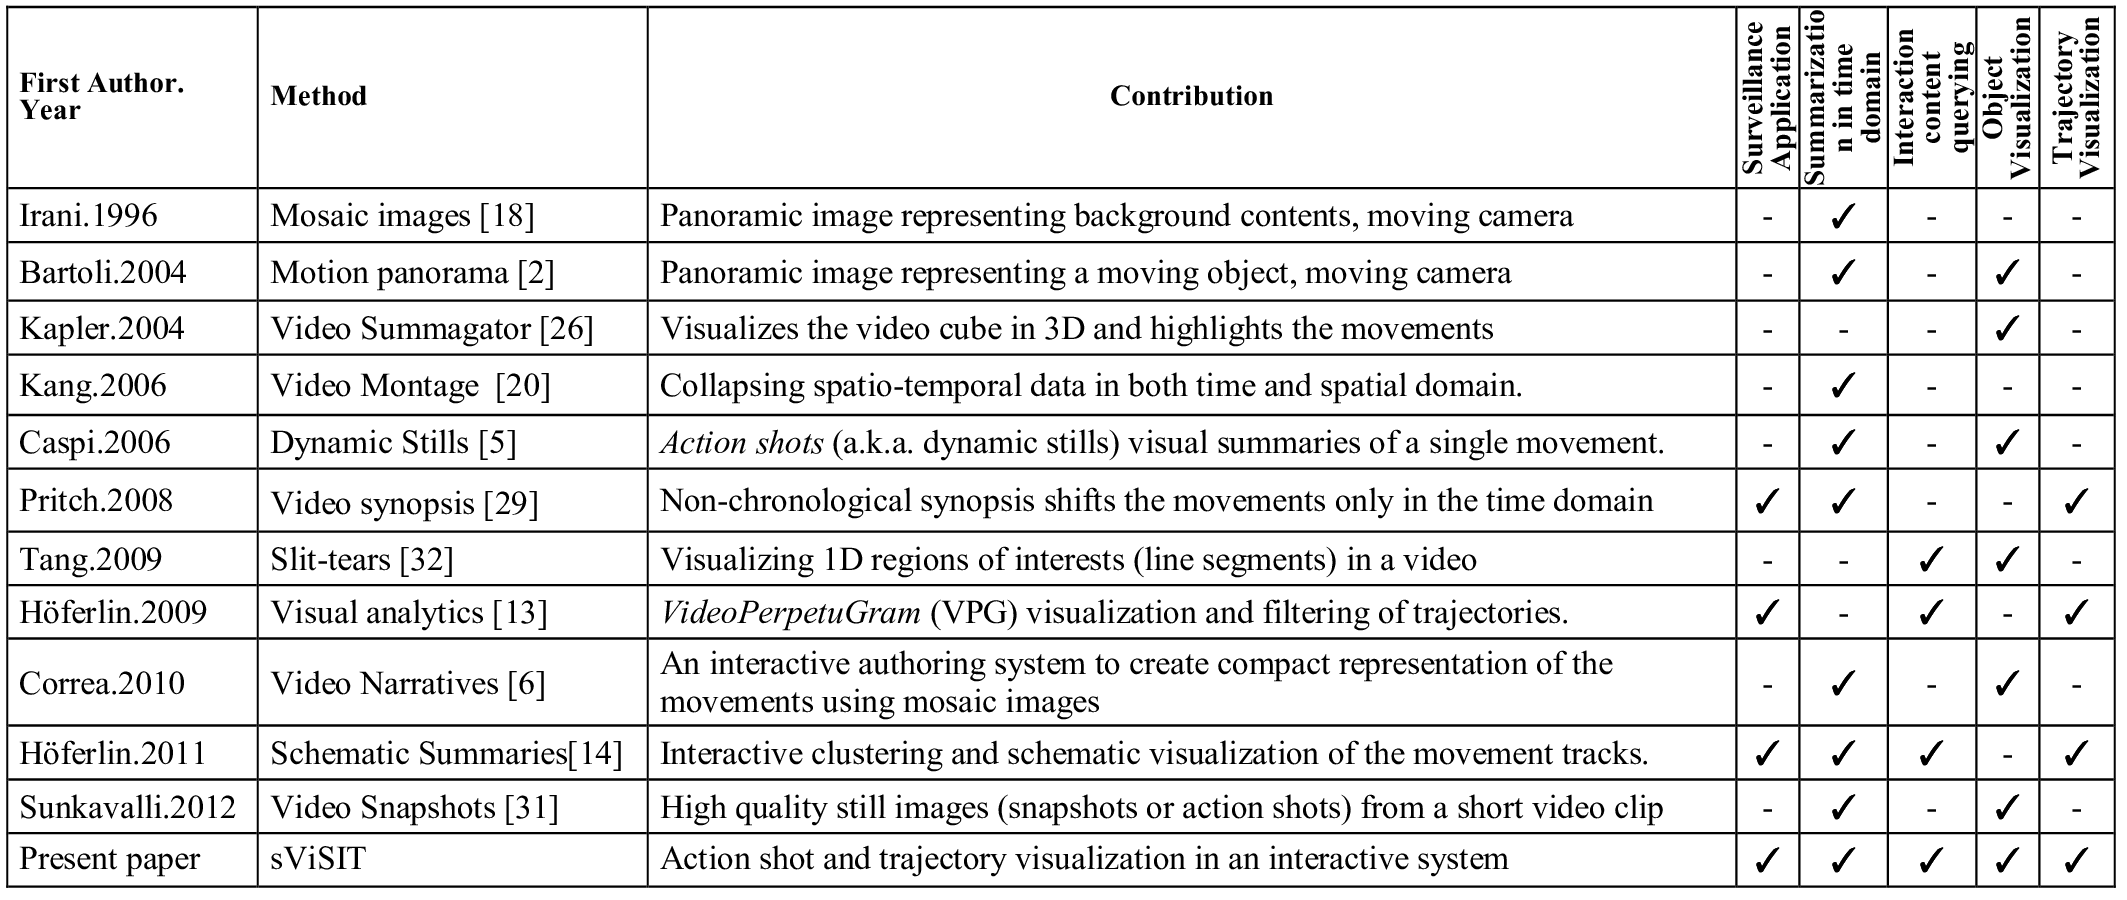 First Author.
Year
Method
Contribution
Surveillance
Application
Summarizatio
n in time
domain
Interaction
content
querying
Object
Visualization
Trajectory
Visualization
Irani.1996 Mosaic images [18] Panoramic image representing background contents, moving camera - ✓ - - -
Bartoli.2004 Motion panorama [2] Panoramic image representing a moving object, moving camera - ✓ - ✓ -
Kapler.2004 Video Summagator [26] Visualizes the video cube in 3D and highlights the movements - - - ✓ -
Kang.2006 Video Montage [20] Collapsing spatio-temporal data in both time and spatial domain. - ✓ - - -
Caspi.2006 Dynamic Stills [5] Action shots (a.k.a. dynamic stills) visual summaries of a single movement. - ✓ - ✓ -
Pritch.2008 Video synopsis [29] Non-chronological synopsis shifts the movements only in the time domain ✓ ✓ - - ✓
Tang.2009 Slit-tears [32] Visualizing 1D regions of interests (line segments) in a video - - ✓ ✓ -
Höferlin.2009 Visual analytics [13] VideoPerpetuGram (VPG) visualization and filtering of trajectories. ✓ - ✓ - ✓
Correa.2010 Video Narratives [6] An interactive authoring system to create compact representation of the
movements using mosaic images - ✓ - ✓ -
Höferlin.2011 Schematic Summaries[14] Interactive clustering and schematic visualization of the movement tracks. ✓ ✓ ✓ - ✓
Sunkavalli.2012 Video Snapshots [31] High quality still images (snapshots or action shots) from a short video clip - ✓ - ✓ -
Present paper sViSIT Action shot and trajectory visualization in an interactive system ✓ ✓ ✓ ✓ ✓